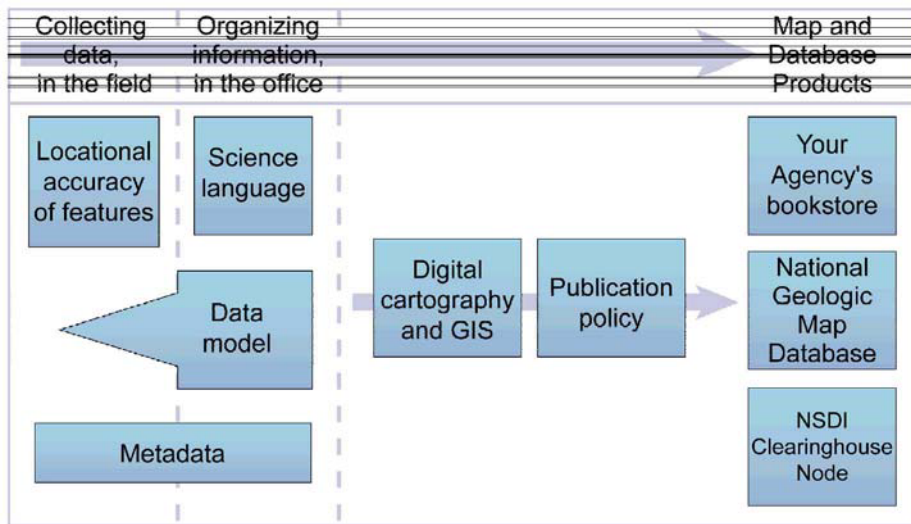 Collecting
data,
in the field
Organizing
information,
in the office
Map and
Database
Products
Locational
accuracy
of features
Science
language
Data
model
Metadata
Digital
cartography
and GIS
Publication
policy
Your
Agency's
bookstore
National
Geologic
Map
Database
NSDI
Clearinghouse
Node